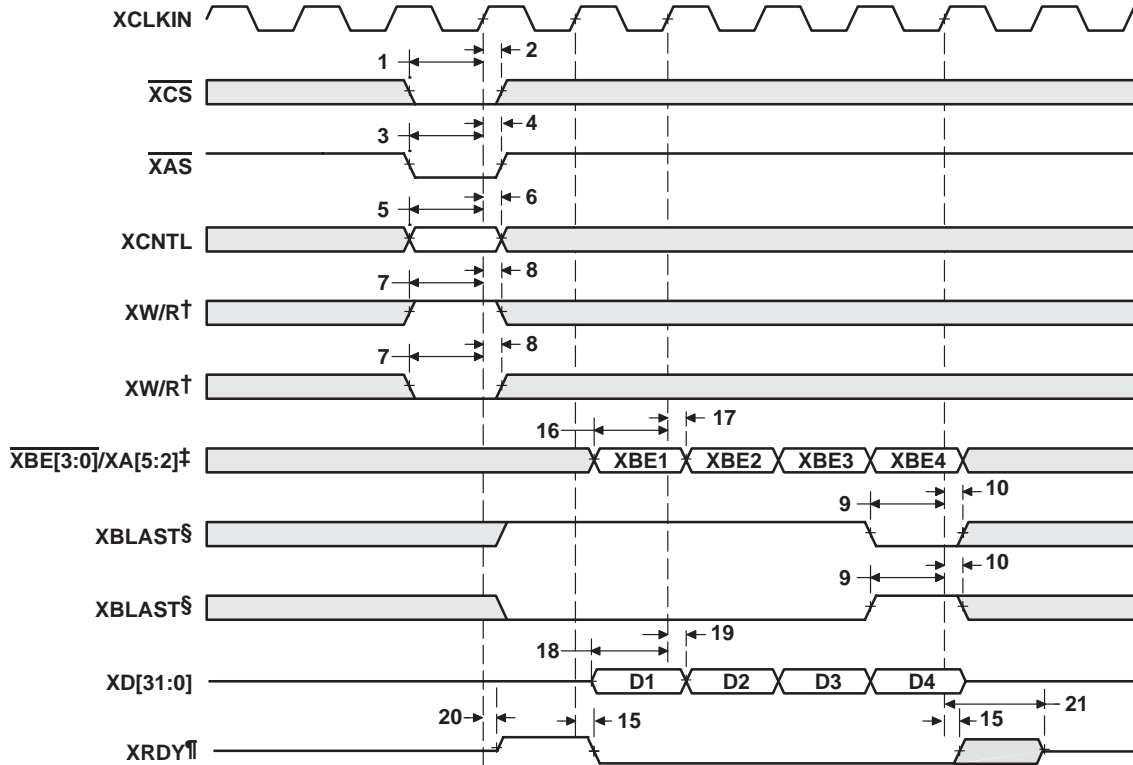 XCLKIN
1
2
XCS
3
4
XAS
5
6
XCNTL
7
8
XW/R†
7
8
XW/R†
16
17
XBE[3:0]/XA[5:2]‡
XBE1 XBE2 XBE3 XBE4
9
10
XBLAST§
9
10
XBLAST§
18
19
XD[31:0]
D1 D2 D3 D4
20
15
15
21
XRDY¶